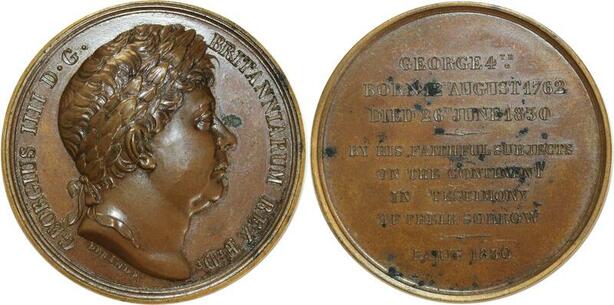 GEORGIUS IIII D.G. BRITANNIARUM REX F.D.
GEORGE 4TH
BORN 12 AUGUST 1762
DIED 26 JUNE 1830
BY HIS FAITHFUL SUBJECTS
ON THE CONTINENT
IN TESTIMONY
OF THEIR SORROW
1830